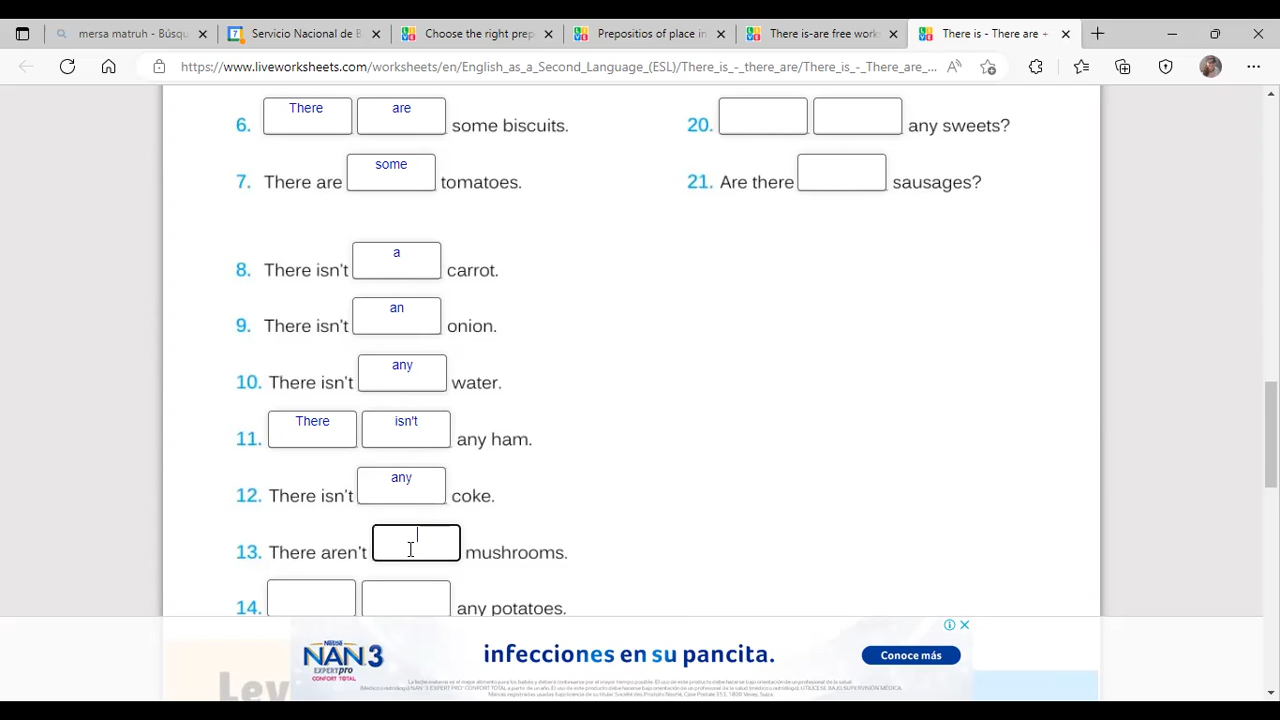 mersa matruh - Búsqu
Servicio Nacional de B
Choose the right prep
Prepositios of place in
There is-are free work
There is - There are +
https://www.liveworksheets.com/worksheets/en/English_as_a_Second_Language_(ESL)/There_is_-_there_are/There_is_-_There_are_...
6. There are some biscuits.
7. There are some tomatoes.
20. any sweets?
21. Are there sausages?
8. There isn't a carrot.
9. There isn't an onion.
10. There isn't any water.
11. There isn't any ham.
12. There isn't any coke.
13. There aren't mushrooms.
14. any potatoes.
Lev
Nestlé
NAN 3
EXPERTpro
CONFORT TOTAL
infecciones en su pancita.
Conoce más